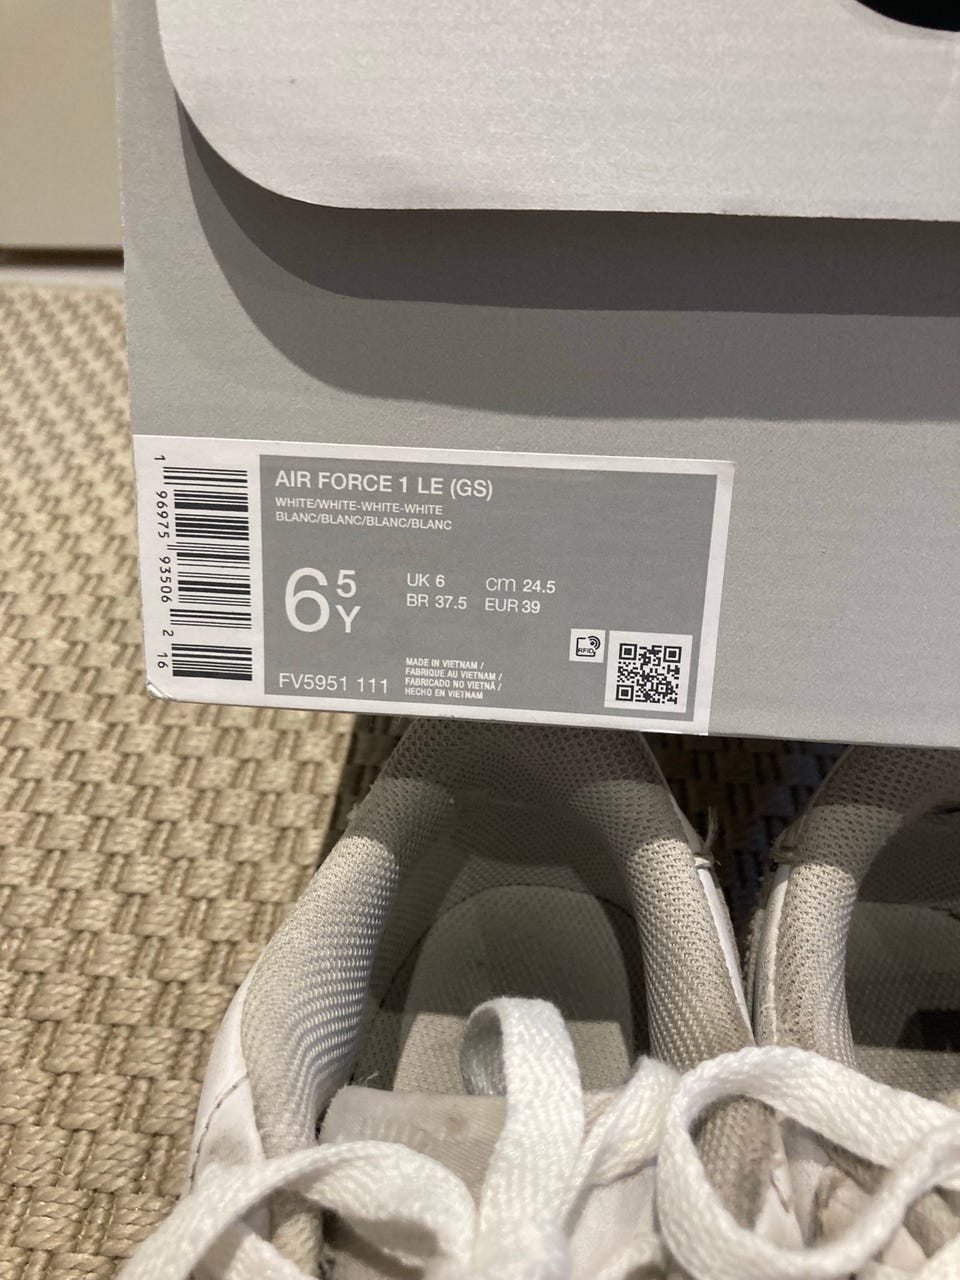 AIR FORCE 1 LE (GS)
WHITE/WHITE-WHITE-WHITE
BLANC/BLANC/BLANC/BLANC
6 5 Y
UK 6 cm 24.5
BR 37.5 EUR 39
RFID
FV5951 111
MADE IN VIETNAM /
FABRIQUE AU VIETNAM /
FABRICADO NO VIETNÃ /
HECHO EN VIETNAM
1 96975 93506 2 16